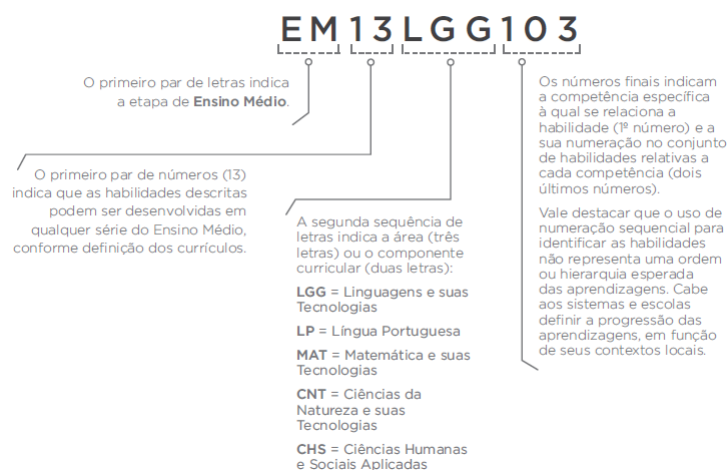 EM13LGG103
O primeiro par de letras indica
a etapa de Ensino Médio.
O primeiro par de números (13)
indica que as habilidades descritas
podem ser desenvolvidas em
qualquer série do Ensino Médio,
conforme definição dos currículos.
A segunda sequência de
letras indica a área (três
letras) ou o componente
curricular (duas letras):
LGG = Linguagens e suas
Tecnologias
LP = Língua Portuguesa
MAT = Matemática e suas
Tecnologias
CNT = Ciências da
Natureza e suas
Tecnologias
CHS = Ciências Humanas
e Sociais Aplicadas
Os números finais indicam
a competência específica
à qual se relaciona a
habilidade (1º número) e a
sua numeração no conjunto
de habilidades relativas a
cada competência (dois
últimos números).
Vale destacar que o uso de
numeração sequencial para
identificar as habilidades
não representa uma ordem
ou hierarquia esperada
das aprendizagens. Cabe
aos sistemas e escolas
definir a progressão das
aprendizagens, em função
de seus contextos locais.